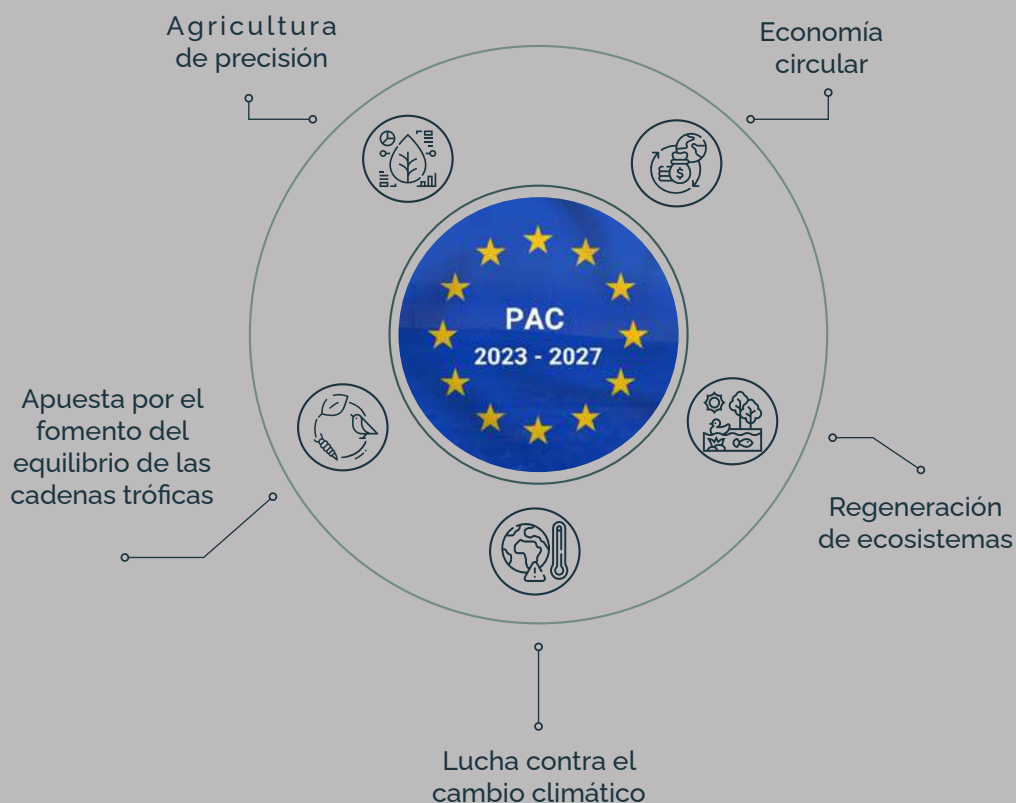 Agricultura
de precisión
Economía
circular
PAC
2023 - 2027
Apuesta por el
fomento del
equilibrio de las
cadenas tróficas
Regeneración
de ecosistemas
Lucha contra el
cambio climático